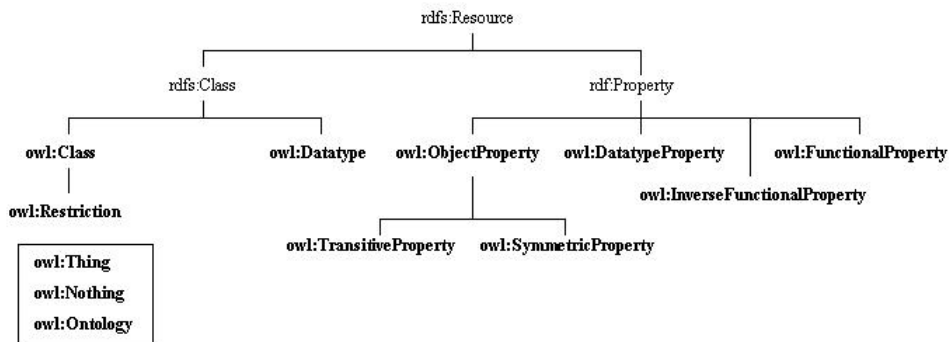 rdfs:Resource
rdfs:Class rdf:Property
owl:Class owl:Datatype owl:ObjectProperty owl:DatatypeProperty owl:FunctionalProperty
owl:InverseFunctionalProperty
owl:Restriction
owl:TransitiveProperty owl:SymmetricProperty
owl:Thing
owl:Nothing
owl:Ontology